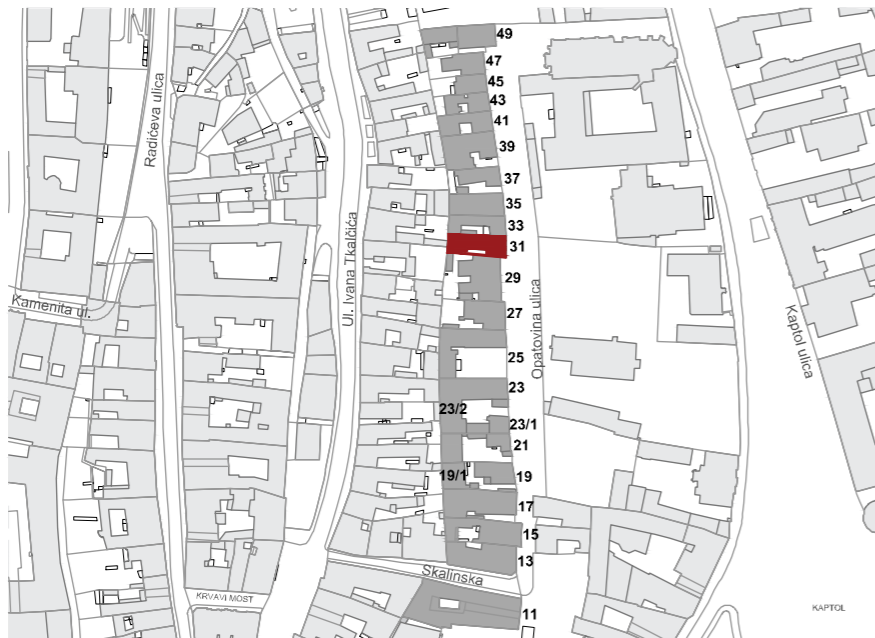 49
47
45
43
41
39
37
35
33
31
29
27
25
23
23/2
23/1
21
19/1
19
17
15
13
11
Radićeva ulica
Ul. Ivana Tkalčića
Opatovina ulica
Kaptol ulica
Kamenita ul.
Skalinska
KRVAVI MOST
KAPTOL